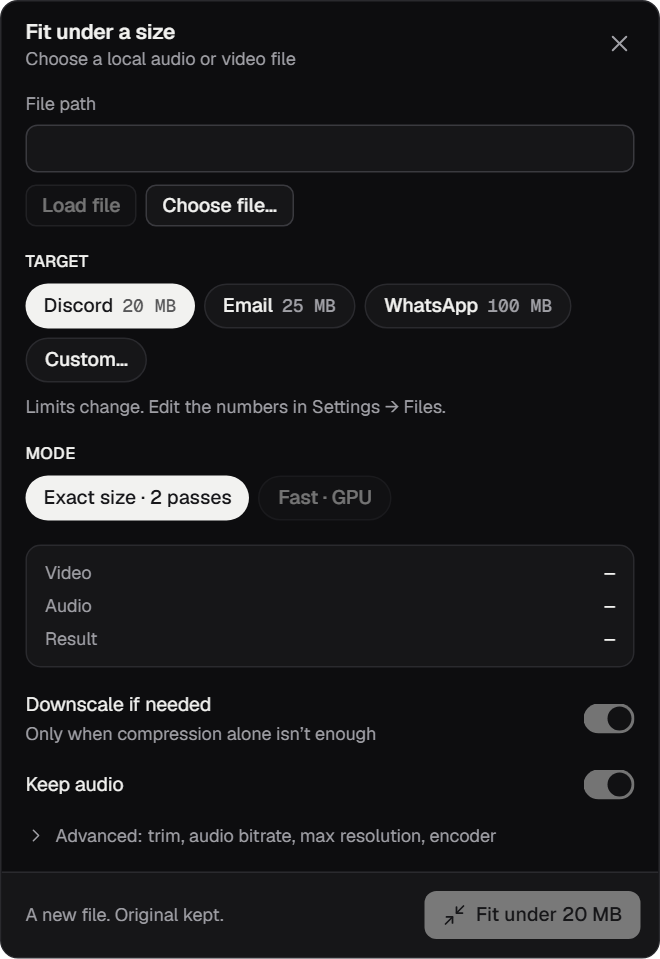 Fit under a size
Choose a local audio or video file
File path
Load file Choose file...
TARGET
Discord 20 MB Email 25 MB WhatsApp 100 MB
Custom...
Limits change. Edit the numbers in Settings → Files.
MODE
Exact size · 2 passes Fast · GPU
Video –
Audio –
Result –
Downscale if needed
Only when compression alone isn’t enough
Keep audio
Advanced: trim, audio bitrate, max resolution, encoder
A new file. Original kept. Fit under 20 MB